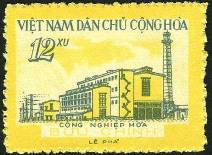 VIỆT NAM DÂN CHỦ CỘNG HÒA
12 XU
CÔNG NGHIỆP HÓA
LÊ PHẢ